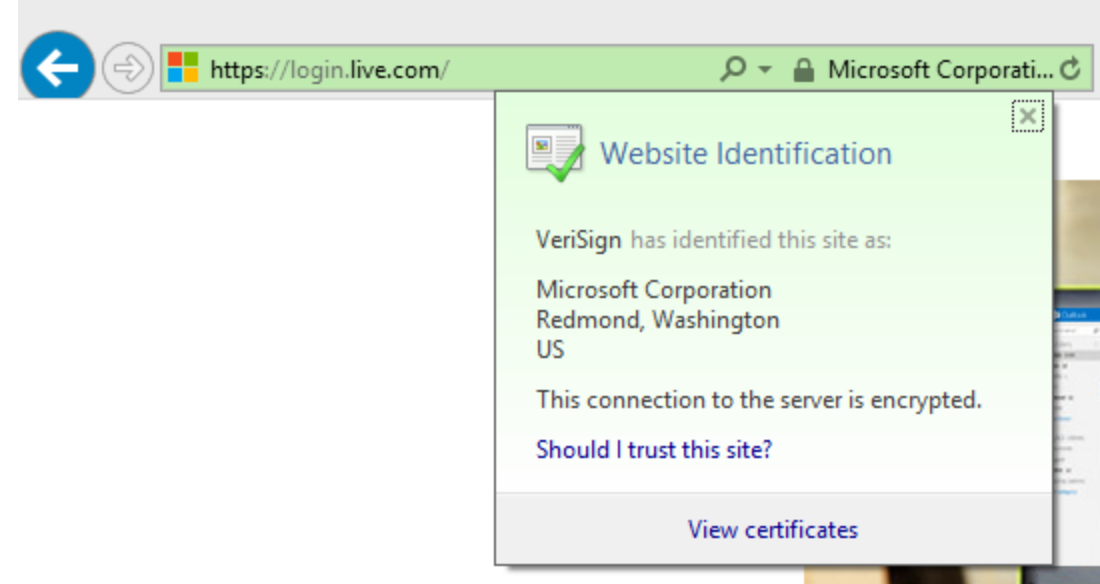 https://login.live.com/
Microsoft Corporati...
Website Identification
VeriSign has identified this site as:
Microsoft Corporation
Redmond, Washington
US
This connection to the server is encrypted.
Should I trust this site?
View certificates
Outlook